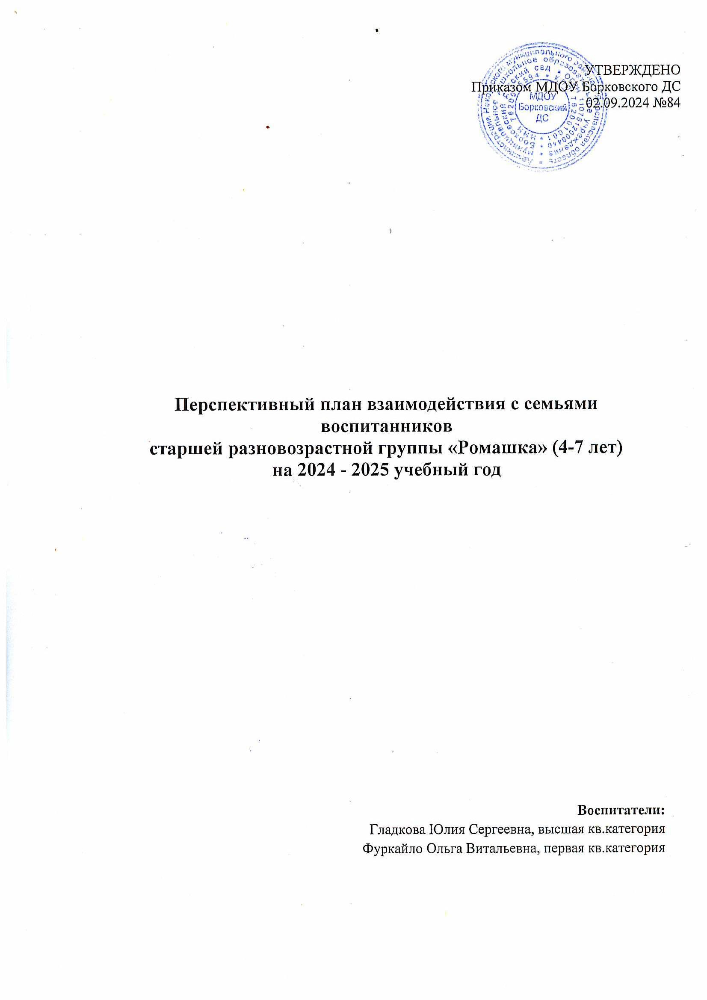 УТВЕРЖДЕНО
Приказом МДОУ Борковского ДС
02.09.2024 №84
МДОУ
Борковский
ДС
Перспективный план взаимодействия с семьями
воспитанников
старшей разновозрастной группы «Ромашка» (4-7 лет)
на 2024 - 2025 учебный год
Воспитатели:
Гладкова Юлия Сергеевна, высшая кв.категория
Фуркайло Ольга Витальевна, первая кв.категория